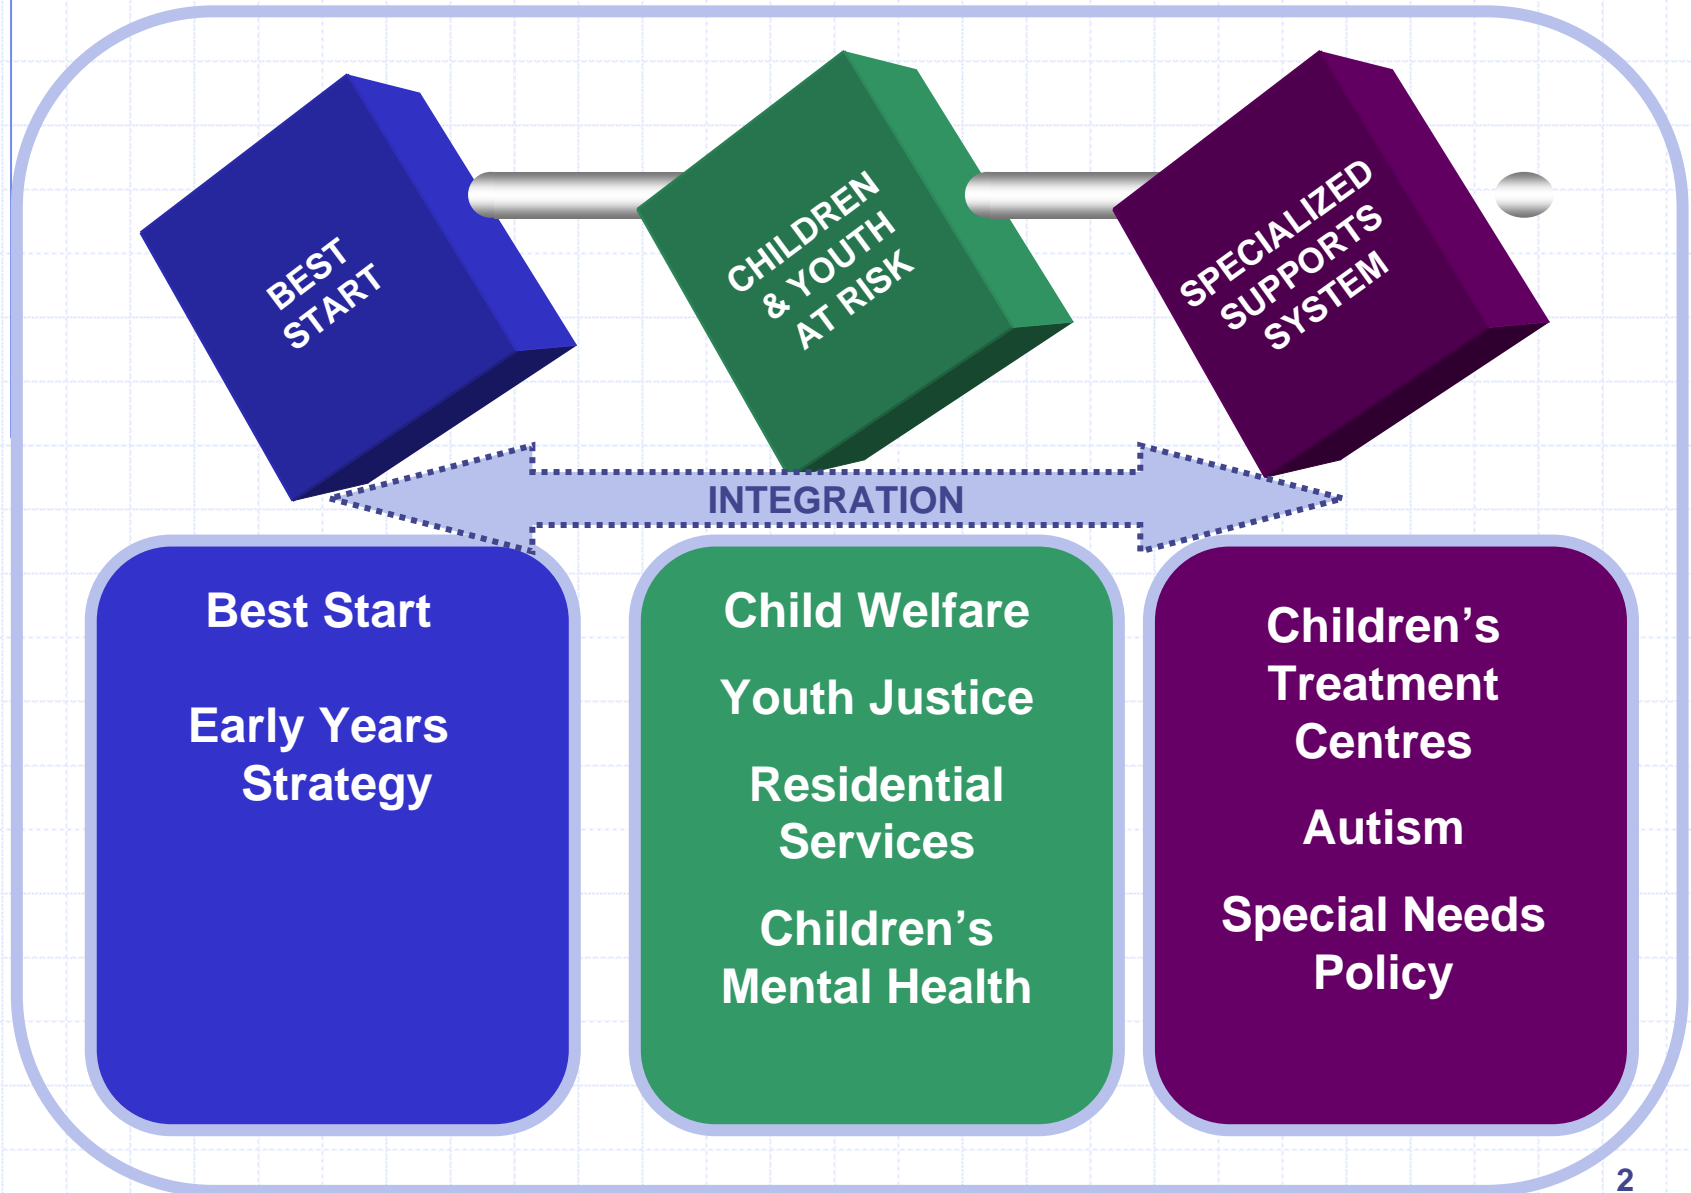 BEST
START
CHILDREN
& YOUTH
AT RISK
SPECIALIZED
SUPPORTS
SYSTEM
INTEGRATION
Best Start
Early Years
Strategy
Child Welfare
Youth Justice
Residential
Services
Children’s
Mental Health
Children’s
Treatment
Centres
Autism
Special Needs
Policy
2